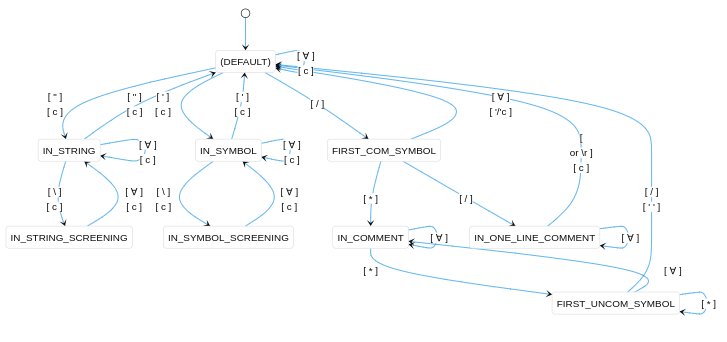 [ ∀ ]
(DEFAULT)
[ c ]
[ " ] [ " ] [ ' ] [ ' ] [ / ] [ ∀ ]
[ c ] [ c ] [ c ] [ c ] [ '/'c ]
[
or \r ]
[ c ]
IN_STRING [ ∀ ] IN_SYMBOL [ ∀ ] FIRST_COM_SYMBOL
[ c ] [ c ]
[ \ ] [ ∀ ] [ \ ] [ ∀ ] [ * ] [ / ] [ / ]
[ c ] [ c ] [ c ] [ c ] [ ' ' ]
IN_STRING_SCREENING IN_SYMBOL_SCREENING IN_COMMENT [ ∀ ] IN_ONE_LINE_COMMENT [ ∀ ]
[ * ] [ ∀ ]
FIRST_UNCOM_SYMBOL [ * ]